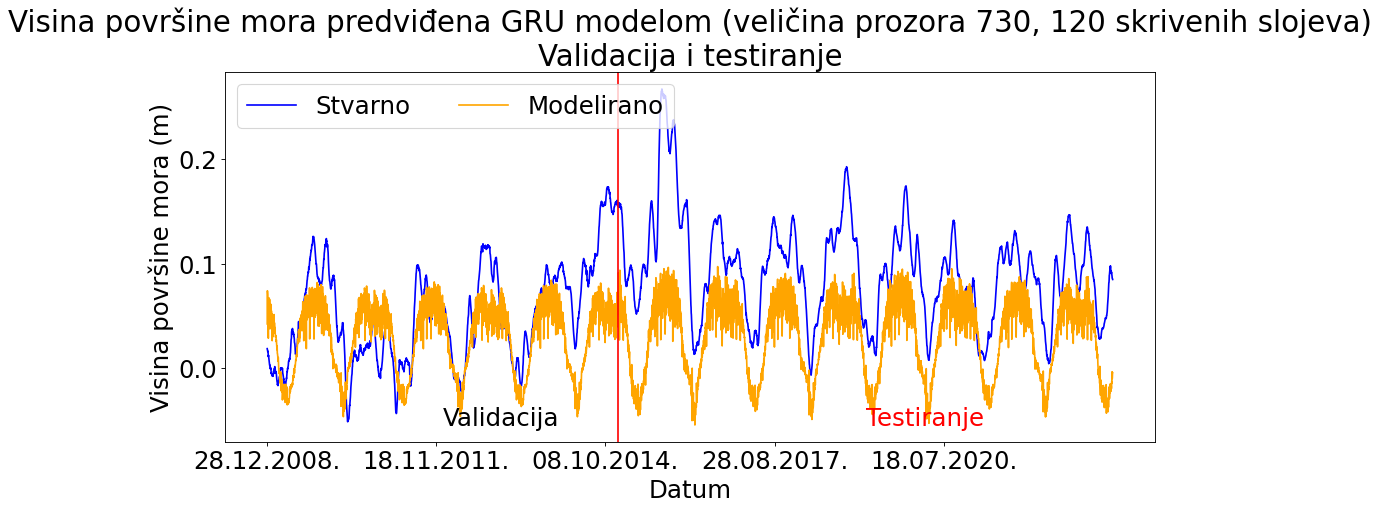 Visina površine mora predviđena GRU modelom (veličina prozora 730, 120 skrivenih slojeva)
Validacija i testiranje
Stvarno Modelirano
Visina površine mora (m)
0.2
0.1
0.0
Validacija
Testiranje
28.12.2008. 18.11.2011. 08.10.2014. 28.08.2017. 18.07.2020.
Datum